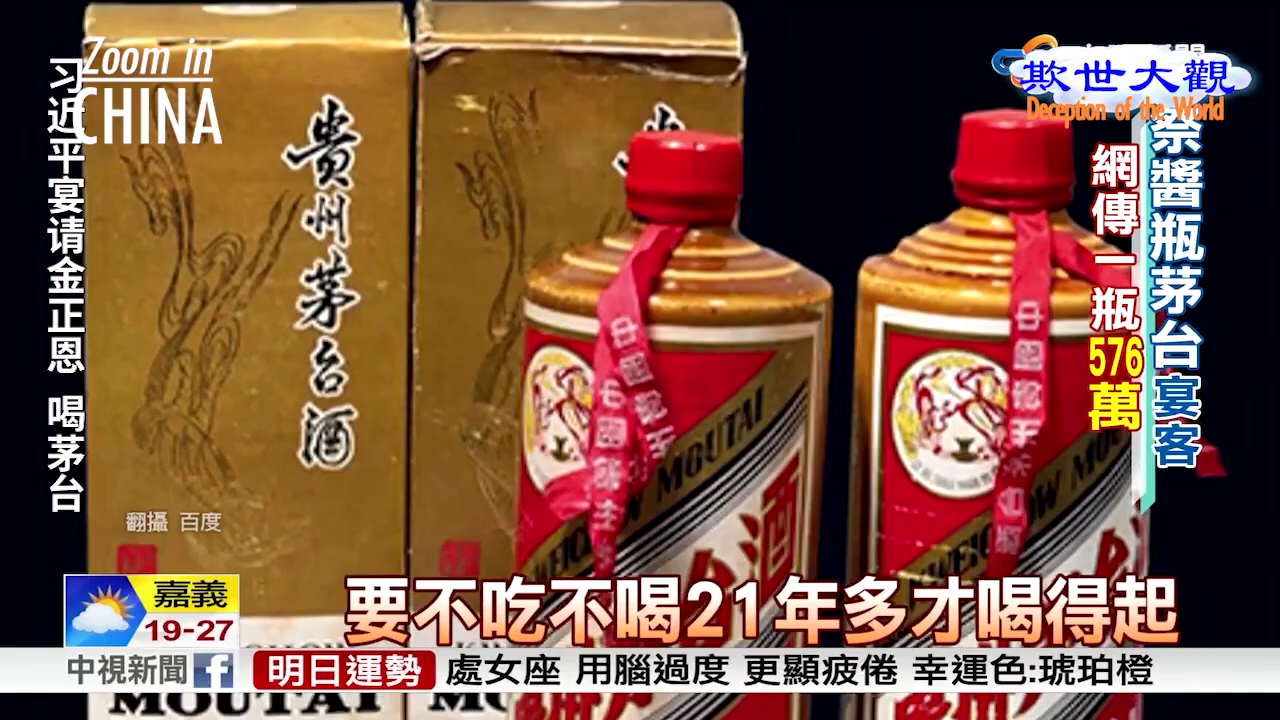 Zoom in
CHINA
习近平宴请金正恩 喝茅台
欺世大觀
Deception of the World
祭醬瓶茅台宴客
網傳一瓶576萬
貴州茅台酒
翻攝 百度
MOUTAI
嘉義
19-27
要不吃不喝21年多才喝得起
中視新聞
明日運勢
處女座 用腦過度 更顯疲倦 幸運色:琥珀橙
MOUTAI